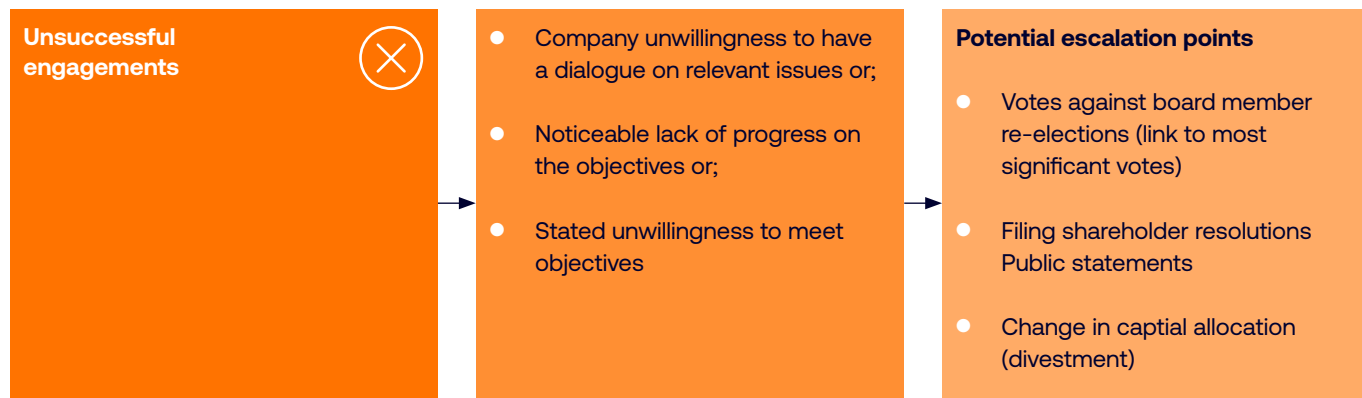 Unsuccessful
engagements
Company unwillingness to have
a dialogue on relevant issues or;
Noticeable lack of progress on
the objectives or;
Stated unwillingness to meet
objectives
Potential escalation points
Votes against board member
re-elections (link to most
significant votes)
Filing shareholder resolutions
Public statements
Change in captial allocation
(divestment)